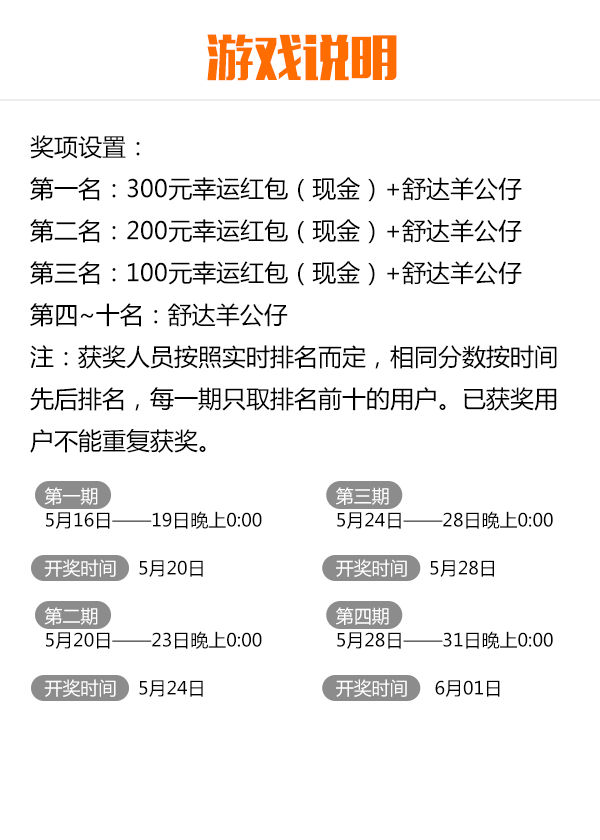 游戏说明
奖项设置：
第一名：300元幸运红包（现金）+舒达羊公仔
第二名：200元幸运红包（现金）+舒达羊公仔
第三名：100元幸运红包（现金）+舒达羊公仔
第四~十名：舒达羊公仔
注：获奖人员按照实时排名而定，相同分数按时间
先后排名，每一期只取排名前十的用户。已获奖用
户不能重复获奖。
第一期
5月16日——19日晚上0:00
开奖时间 5月20日
第二期
5月20日——23日晚上0:00
开奖时间 5月24日
第三期
5月24日——28日晚上0:00
开奖时间 5月28日
第四期
5月28日——31日晚上0:00
开奖时间 6月01日